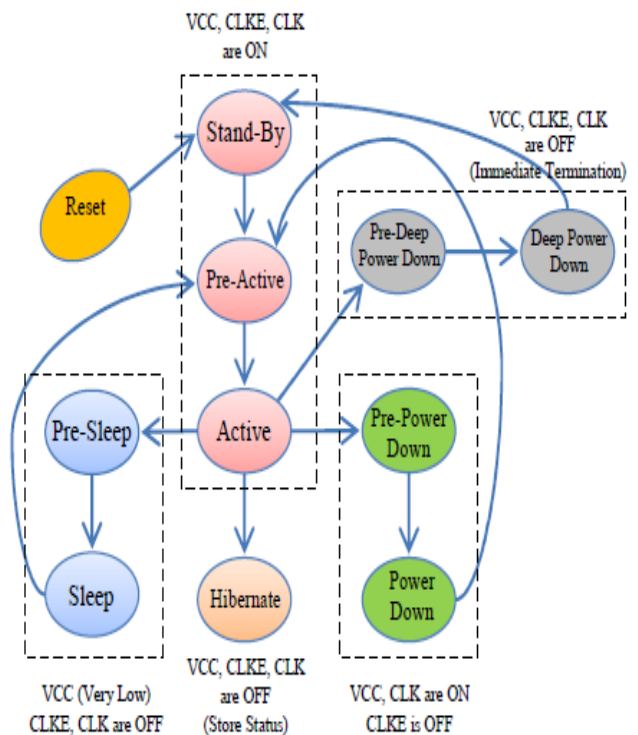 VCC, CLKE, CLK
are ON
Stand-By
VCC, CLKE, CLK
are OFF
(Immediate Termination)
Reset
Pre-Deep
Power Down
Deep Power
Down
Pre-Active
Pre-Sleep
Active
Pre-Power
Down
Sleep
Hibernate
Power
Down
VCC (Very Low)
CLKE, CLK are OFF
VCC, CLKE, CLK
are OFF
(Store Status)
VCC, CLK are ON
CLKE is OFF